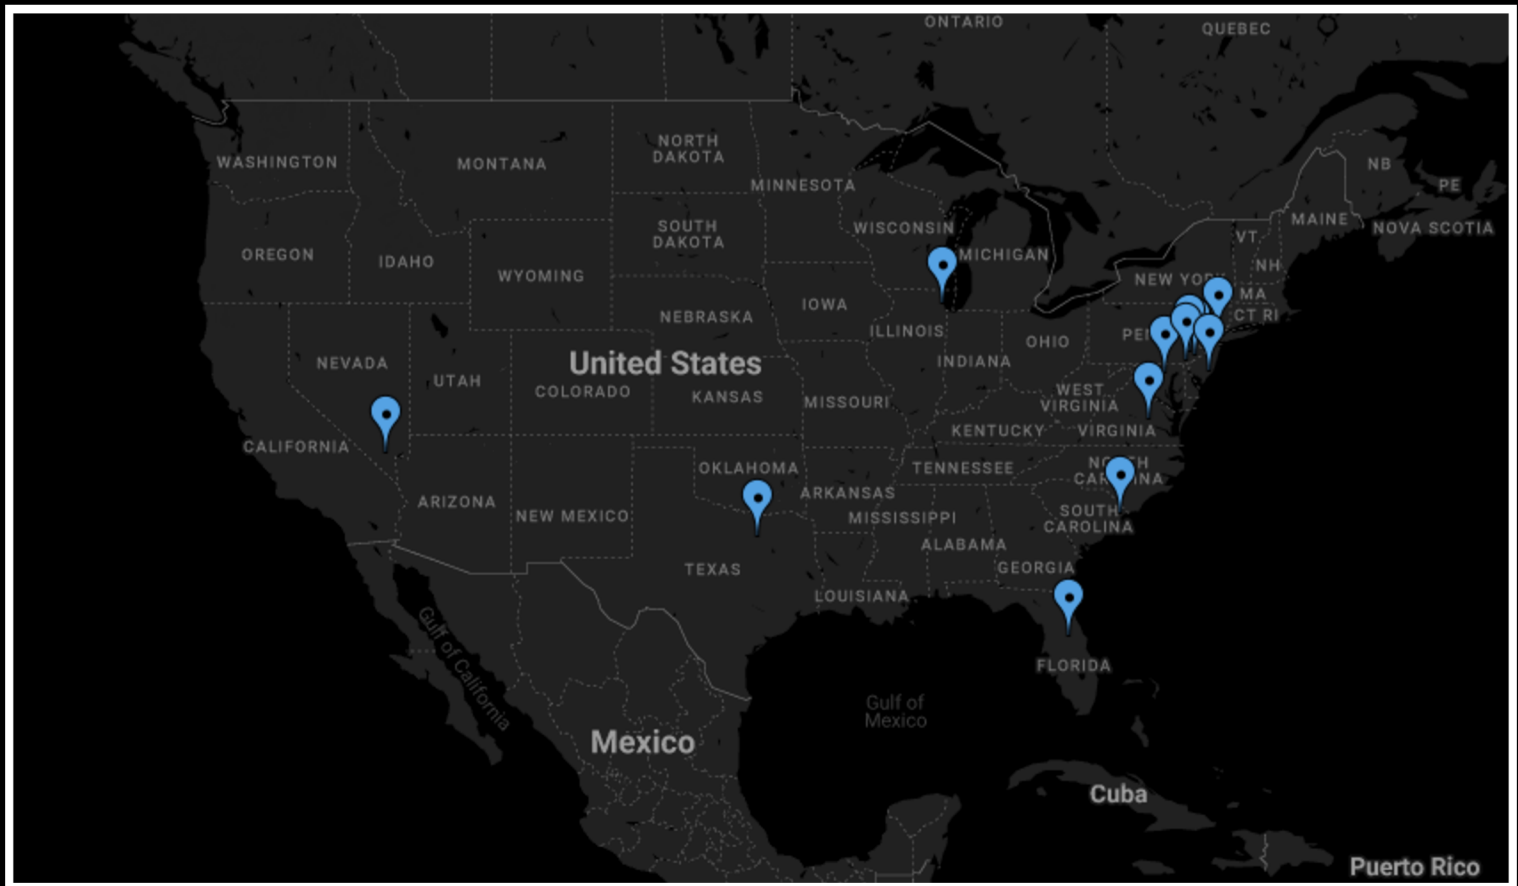 ONTARIO
QUEBEC
WASHINGTON
MONTANA
NORTH
DAKOTA
MINNESOTA
NB
PE
OREGON
IDAHO
SOUTH
DAKOTA
WISCONSIN
MICHIGAN
VT
NH
MAINE
NOVA SCOTIA
WYOMING
NEW YORK
MA
CT RI
NEBRASKA
IOWA
ILLINOIS
INDIANA
OHIO
PE
NEVADA
UTAH
United States
COLORADO
KANSAS
MISSOURI
WEST
VIRGINIA
KENTUCKY
VIRGINIA
CALIFORNIA
ARIZONA
NEW MEXICO
OKLAHOMA
ARKANSAS
TENNESSEE
NORTH
CAROLINA
MISSISSIPPI
SOUTH
CAROLINA
ALABAMA
GEORGIA
TEXAS
LOUISIANA
FLORIDA
Gulf of California
Gulf of
Mexico
Mexico
Cuba
Puerto Rico